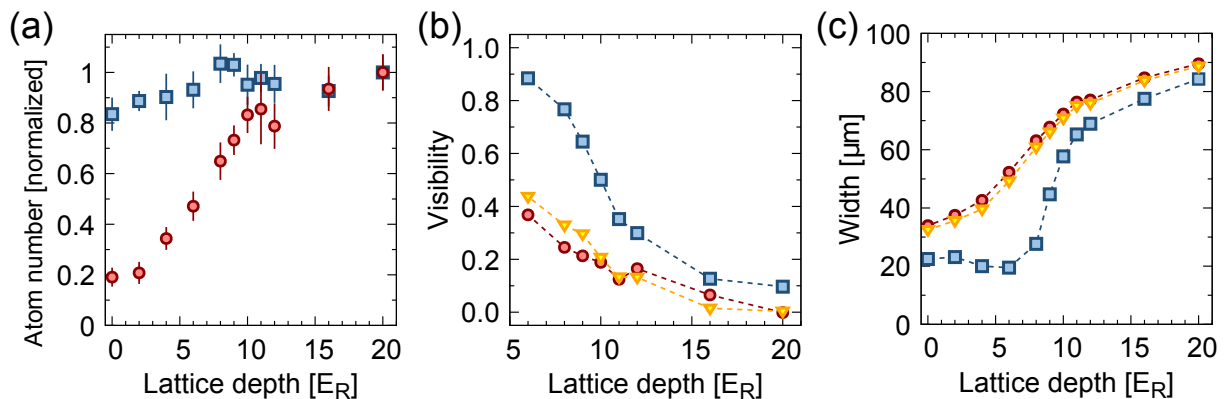 (a)
Atom number [normalized]
1
0.8
0.6
0.4
0.2
0
0 5 10 15 20
Lattice depth [E_R]
(b)
Visibility
1.0
0.8
0.6
0.4
0.2
0.0
5 10 15 20
Lattice depth [E_R]
(c)
Width [µm]
100
80
60
40
20
0
0 5 10 15 20
Lattice depth [E_R]